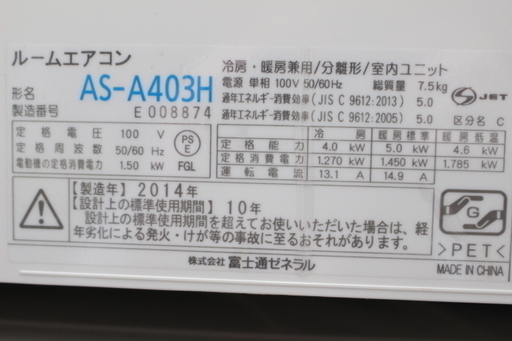 ルームエアコン
形名 AS-A403H
製造番号 E 008874
冷房・暖房兼用/分離形/室内ユニット
電源 単相 100V 50/60Hz 総質量 7.5kg
通年エネルギー消費効率(JIS C 9612:2013) 5.0
通年エネルギー消費効率(JIS C 9612:2005) 5.0 区分名 C
S JET
定格電圧 100 V
定格周波数 50/60 Hz
電動機の定格消費電力 1.50 kW
PS E
FGL
冷房 暖房標準 暖房低温
定格能力 4.0 kW 5.0 kW 4.6 kW
定格消費電力 1.270 kW 1.450 kW 1.785 kW
運転電流 13.1 A 14.9 A
【製造年】2014年
【設計上の標準使用期間】10年
設計上の標準使用期間を超えてお使いいただいた場合は、経
年劣化による発火・けが等の事故に至るおそれがあります。
G
>PET<
株式会社 富士通ゼネラル
MADE IN CHINA